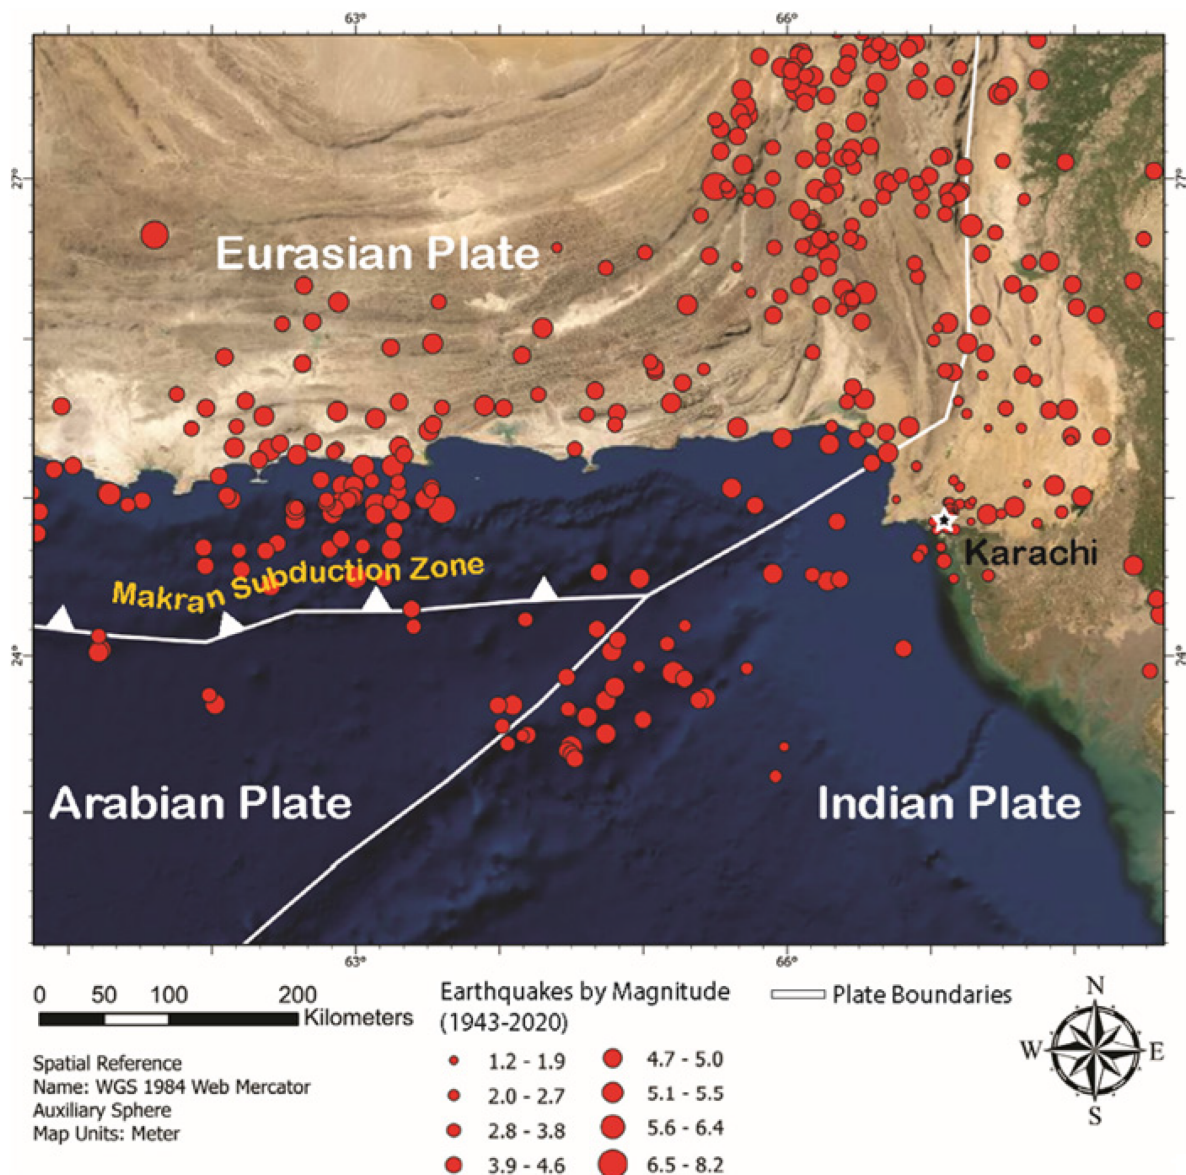 63° 66°
27° 27°
Eurasian Plate
Karachi
Makran Subduction Zone
24° 24°
Arabian Plate Indian Plate
63° 66°
0 50 100 200
Kilometers
Spatial Reference
Name: WGS 1984 Web Mercator
Auxiliary Sphere
Map Units: Meter
Earthquakes by Magnitude
(1943-2020)
1.2 - 1.9 4.7 - 5.0
2.0 - 2.7 5.1 - 5.5
2.8 - 3.8 5.6 - 6.4
3.9 - 4.6 6.5 - 8.2
Plate Boundaries
N
W E
S